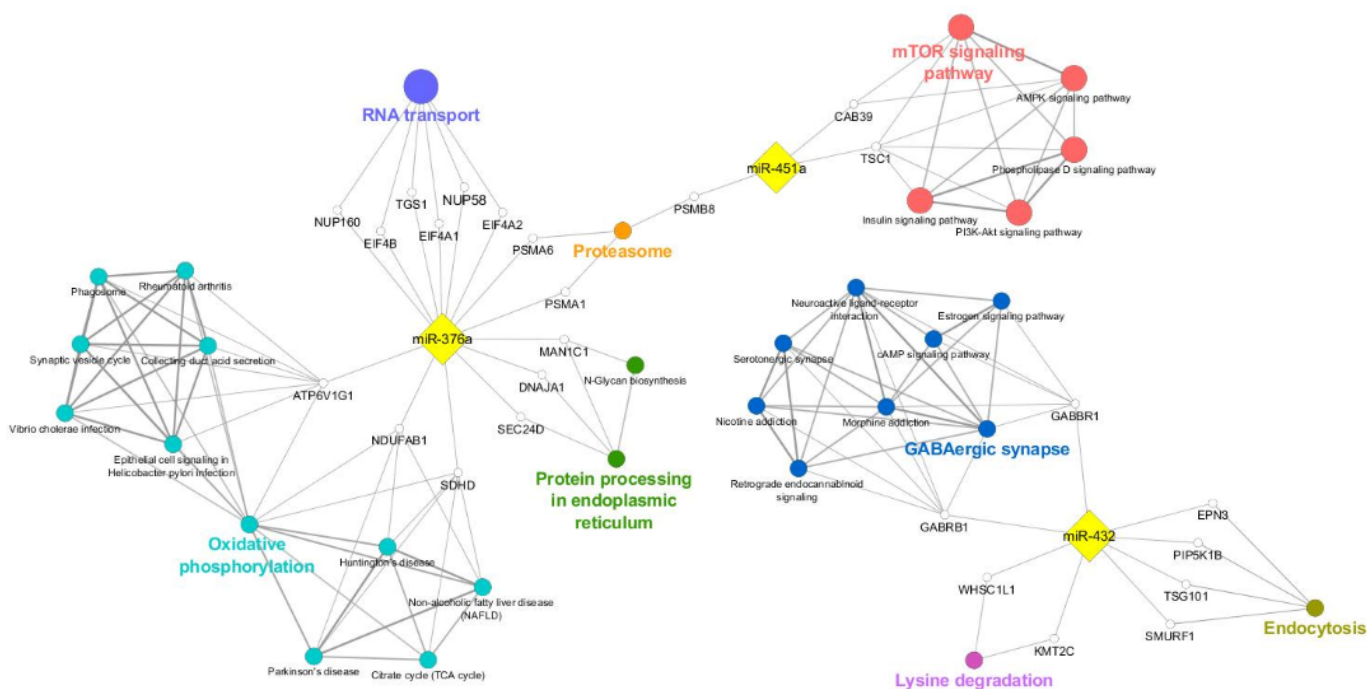 mTOR signaling
pathway
AMPK signaling pathway
RNA transport
CAB39
TSC1
miR-451a
Phospholipase D signaling pathway
PSMB8
Insulin signaling pathway
PI3K-Akt signaling pathway
NUP160
EIF4B
TGS1
EIF4A1
NUP58
EIF4A2
PSMA6
Proteasome
PSMA1
Phagosome
Rheumatoid arthritis
Synaptic vesicle cycle
Collecting duct acid secretion
miR-376a
MAN1C1
DNAJA1
N-Glycan biosynthesis
ATP6V1G1
SEC24D
Vibrio cholerae infection
Epithelial cell signaling in
Helicobacter pylori infection
NDUFAB1
SDHD
Protein processing
in endoplasmic
reticulum
Oxidative
phosphorylation
Huntington's disease
Non-alcoholic fatty liver disease
(NAFLD)
Parkinson's disease
Citrate cycle (TCA cycle)
Neuroactive ligand-receptor
interaction
Estrogen signaling pathway
Serotonergic synapse
cAMP signaling pathway
Nicotine addiction
Morphine addiction
GABBR1
GABAergic synapse
Retrograde endocannabinoid
signaling
GABRB1
miR-432
EPN3
PIP5K1B
TSG101
SMURF1
Endocytosis
WHSC1L1
KMT2C
Lysine degradation